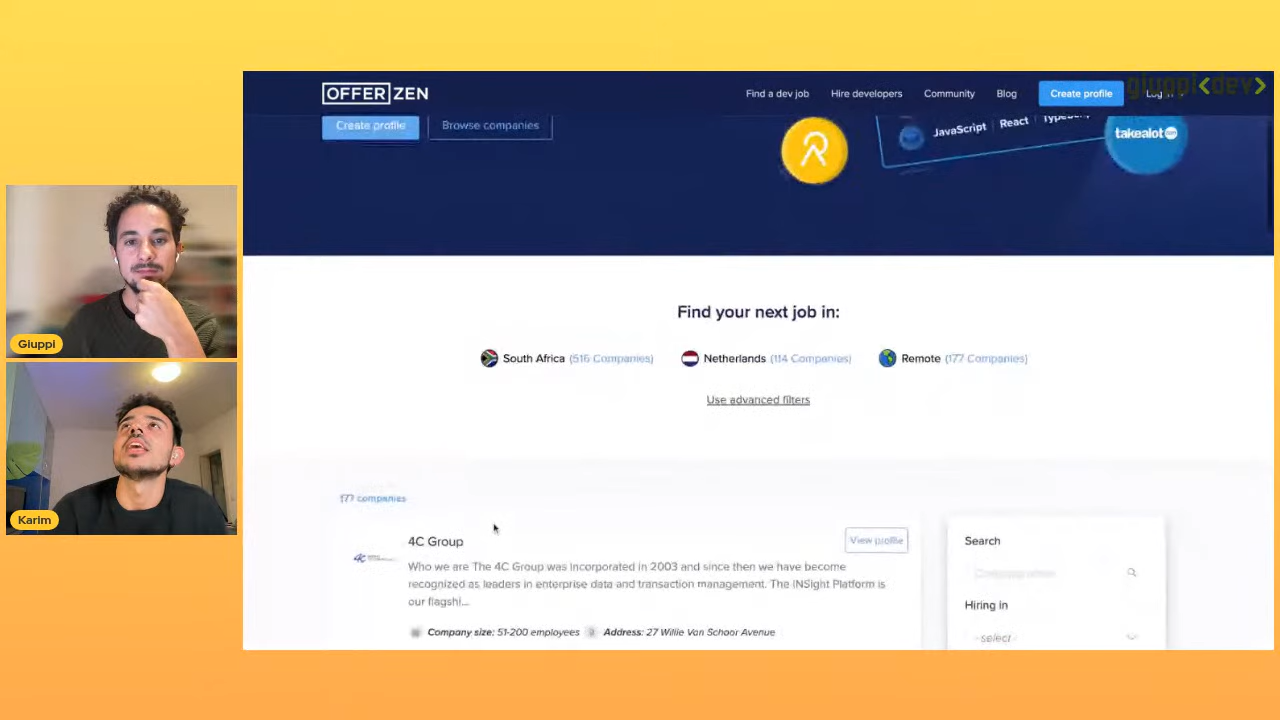 OFFERZEN
Find a dev job
Hire developers
Community
Blog
Create profile
giuppi<dev>
Create profile
Browse companies
JavaScript | React |
takealot
Find your next job in:
South Africa (516 Companies)
Netherlands (114 Companies)
Remote (177 Companies)
Use advanced filters
177 companies
4C Group
View profile
Who we are The 4C Group was incorporated in 2003 and since then we have become
recognized as leaders in enterprise data and transaction management. The INSight Platform is
our flagshi...
Company size: 51-200 employees
Address: 27 Willie Van Schoor Avenue
Search
Hiring in
-select-
Giuppi
Karim